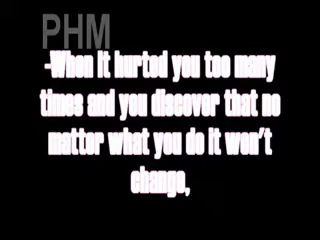 PHM
-When it hurted you too many
times and you discover that no
matter what you do it won't
change,